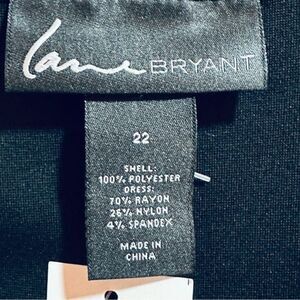 Lane BRYANT
22
SHELL:
100% POLYESTER
DRESS:
70% RAYON
26% NYLON
4% SPANDEX
MADE IN
CHINA